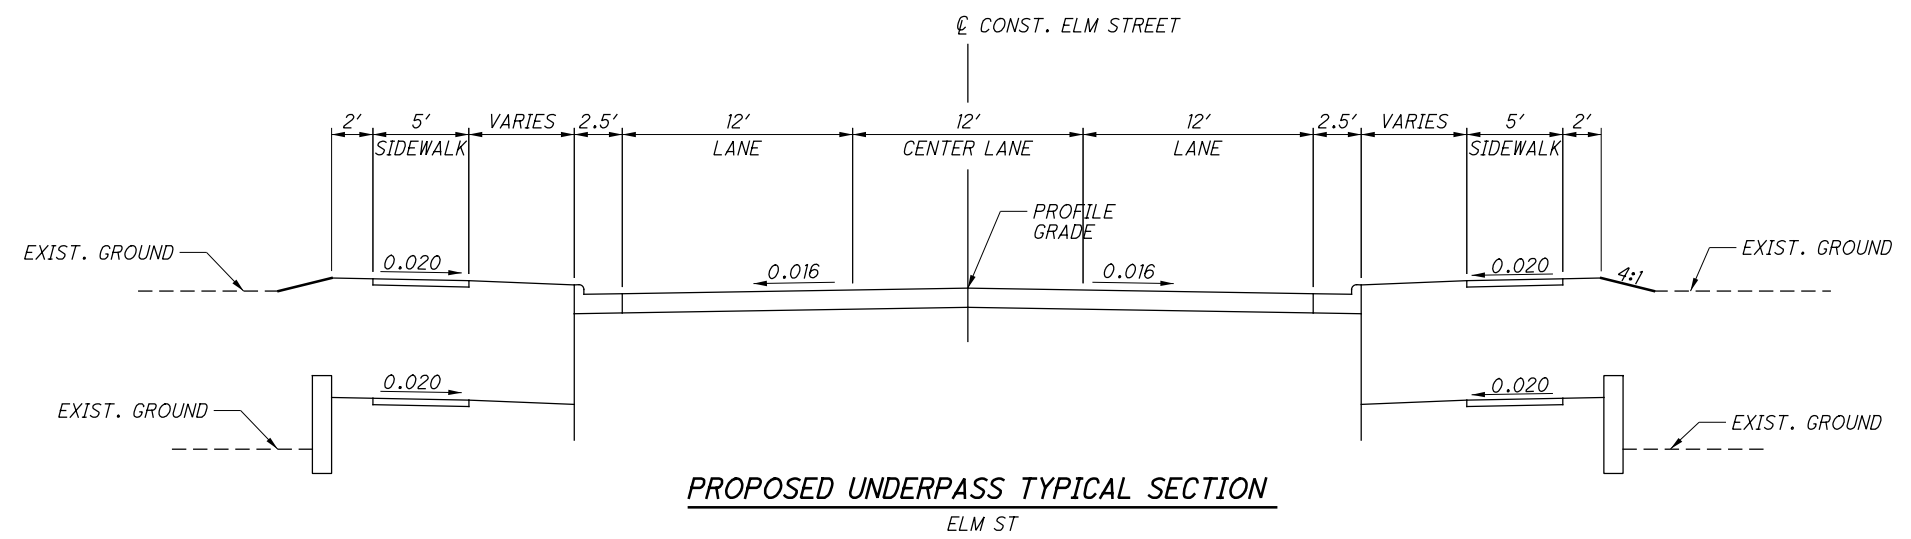 ℄ CONST. ELM STREET
2' 5' VARIES 2.5' 12' 12' 12' 2.5' VARIES 5' 2'
SIDEWALK LANE CENTER LANE LANE SIDEWALK
PROFILE
GRADE
EXIST. GROUND 0.020 0.016 0.016 0.020 4:1 EXIST. GROUND
0.020 0.020
EXIST. GROUND EXIST. GROUND
PROPOSED UNDERPASS TYPICAL SECTION
ELM ST